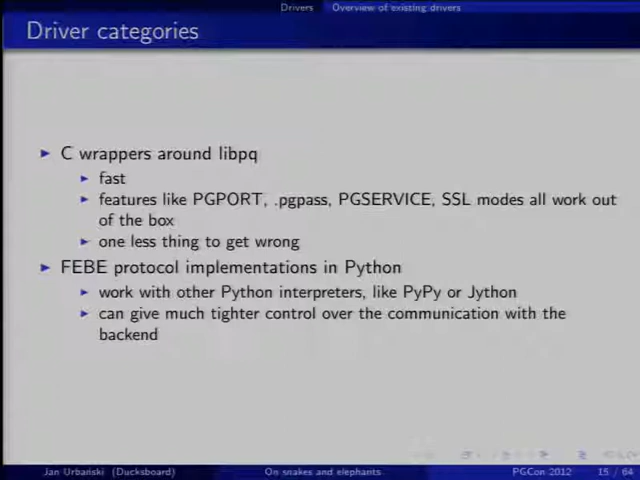 Drivers Overview of existing drivers
Driver categories
C wrappers around libpq
fast
features like PGPORT, .pgpass, PGSERVICE, SSL modes all work out
of the box
one less thing to get wrong
FEBE protocol implementations in Python
work with other Python interpreters, like PyPy or Jython
can give much tighter control over the communication with the
backend
Jan Urbański (Ducksboard) On snakes and elephants PGCon 2012 15 / 64